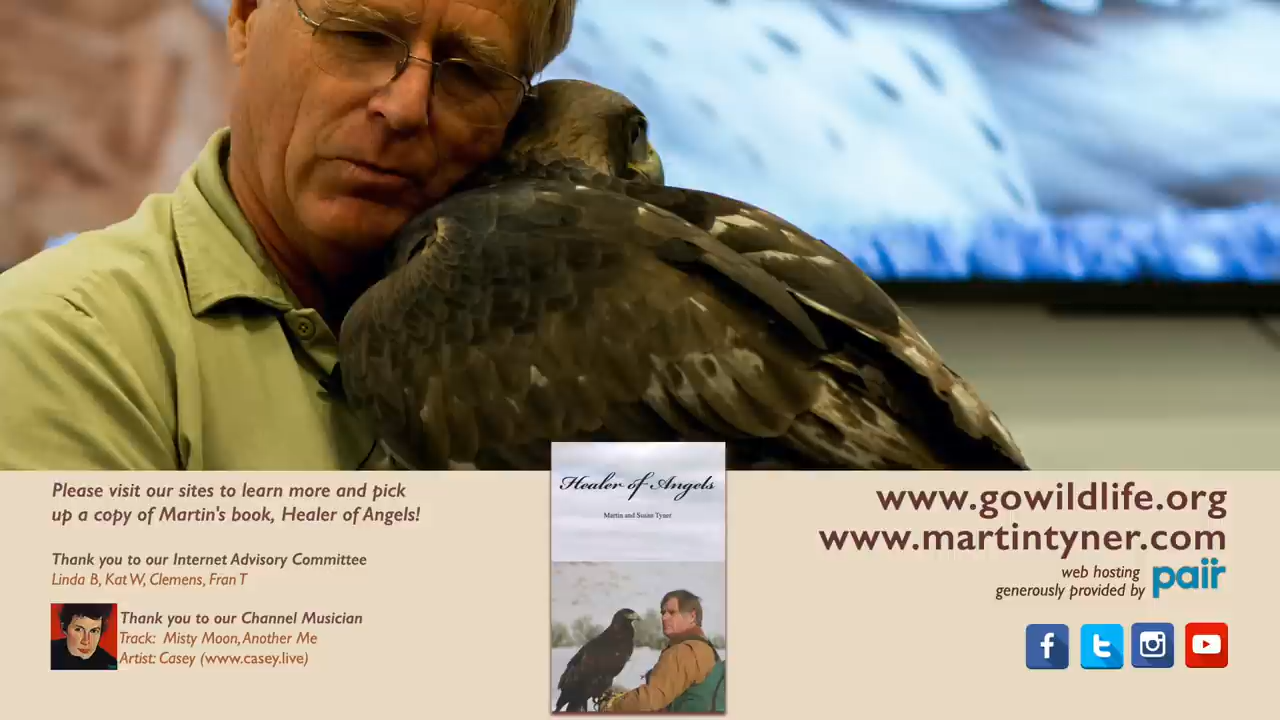 Please visit our sites to learn more and pick
up a copy of Martin's book, Healer of Angels!
Thank you to our Internet Advisory Committee
Linda B, Kat W, Clemens, Fran T
Thank you to our Channel Musician
Track: Misty Moon, Another Me
Artist: Casey (www.casey.live)
Healer of Angels
Martin and Susan Tyner
www.gowildlife.org
www.martintyner.com
web hosting
generously provided by
pair